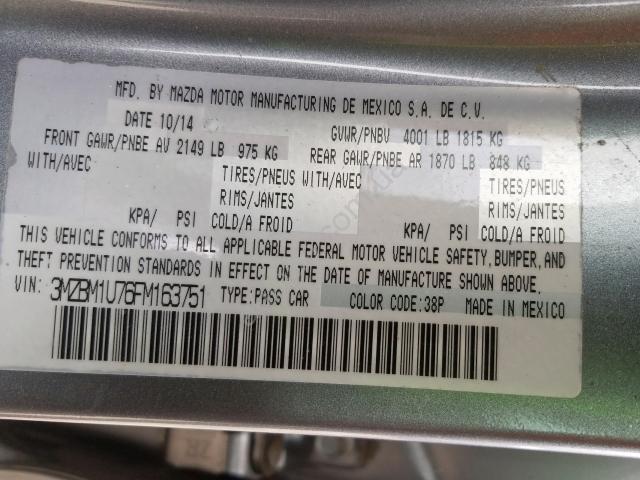 MFD. BY MAZDA MOTOR MANUFACTURING DE MEXICO S.A. DE C.V.
DATE 10/14 GVWR/PNBV 4001 LB 1815 KG
FRONT GAWR/PNBE AV 2149 LB 975 KG REAR GAWR/PNBE AR 1870 LB 848 KG
WITH/AVEC TIRES/PNEUS WITH/AVEC TIRES/PNEUS
RIMS/JANTES RIMS/JANTES
KPA/ PSI COLD/A FROID KPA/ PSI COLD/A FROID
THIS VEHICLE CONFORMS TO ALL APPLICABLE FEDERAL MOTOR VEHICLE SAFETY, BUMPER, AND
THEFT PREVENTION STANDARDS IN EFFECT ON THE DATE OF MANUFACTURE SHOWN ABOVE.
VIN: 3MZBM1U76FM163751 TYPE:PASS CAR COLOR CODE:38P MADE IN MEXICO